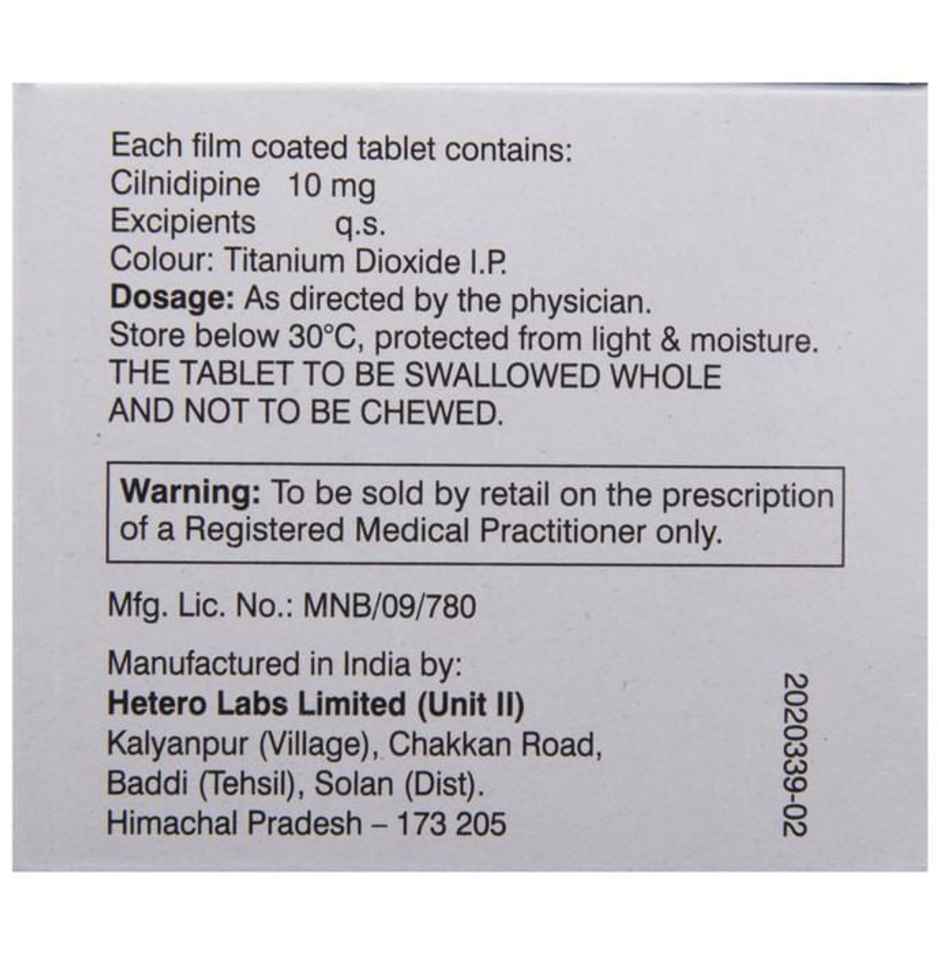 Each film coated tablet contains:
Cilnidipine 10 mg
Excipients q.s.
Colour: Titanium Dioxide I.P.
Dosage: As directed by the physician.
Store below 30°C, protected from light & moisture.
THE TABLET TO BE SWALLOWED WHOLE
AND NOT TO BE CHEWED.
Warning: To be sold by retail on the prescription
of a Registered Medical Practitioner only.
Mfg. Lic. No.: MNB/09/780
Manufactured in India by:
Hetero Labs Limited (Unit II)
Kalyanpur (Village), Chakkan Road,
Baddi (Tehsil), Solan (Dist).
Himachal Pradesh – 173 205
2020339-02